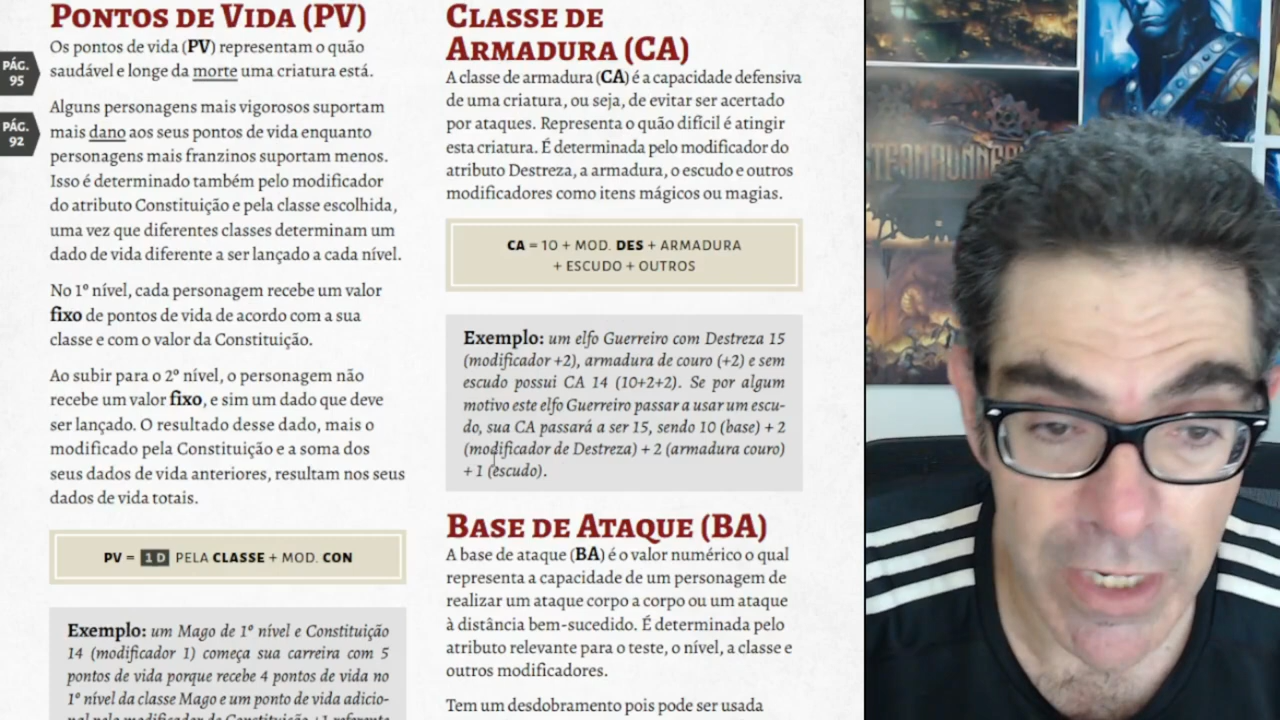 PONTOS DE VIDA (PV)
Os pontos de vida (PV) representam o quão
saudável e longe da morte uma criatura está.
PÁG.
95
Alguns personagens mais vigorosos suportam
mais dano aos seus pontos de vida enquanto
personagens mais franzinos suportam menos.
Isso é determinado também pelo modificador
do atributo Constituição e pela classe escolhida,
uma vez que diferentes classes determinam um
dado de vida diferente a ser lançado a cada nível.
PÁG.
92
No 1º nível, cada personagem recebe um valor
fixo de pontos de vida de acordo com a sua
classe e com o valor da Constituição.
Ao subir para o 2º nível, o personagem não
recebe um valor fixo, e sim um dado que deve
ser lançado. O resultado desse dado, mais o
modificado pela Constituição e a soma dos
seus dados de vida anteriores, resultam nos seus
dados de vida totais.
PV = 1 D PELA CLASSE + MOD. CON
Exemplo: um Mago de 1º nível e Constituição
14 (modificador 1) começa sua carreira com 5
pontos de vida porque recebe 4 pontos de vida no
1º nível da classe Mago e um ponto de vida adicio-
nal pelo modificador de Constituição +1 referente
CLASSE DE
ARMADURA (CA)
A classe de armadura (CA) é a capacidade defensiva
de uma criatura, ou seja, de evitar ser acertado
por ataques. Representa o quão difícil é atingir
esta criatura. É determinada pelo modificador do
atributo Destreza, a armadura, o escudo e outros
modificadores como itens mágicos ou magias.
CA = 10 + MOD. DES + ARMADURA
+ ESCUDO + OUTROS
Exemplo: um elfo Guerreiro com Destreza 15
(modificador +2), armadura de couro (+2) e sem
escudo possui CA 14 (10+2+2). Se por algum
motivo este elfo Guerreiro passar a usar um escu-
do, sua CA passará a ser 15, sendo 10 (base) + 2
(modificador de Destreza) + 2 (armadura couro)
+ 1 (escudo).
BASE DE ATAQUE (BA)
A base de ataque (BA) é o valor numérico o qual
representa a capacidade de um personagem de
realizar um ataque corpo a corpo ou um ataque
à distância bem-sucedido. É determinada pelo
atributo relevante para o teste, o nível, a classe e
outros modificadores.
Tem um desdobramento pois pode ser usada